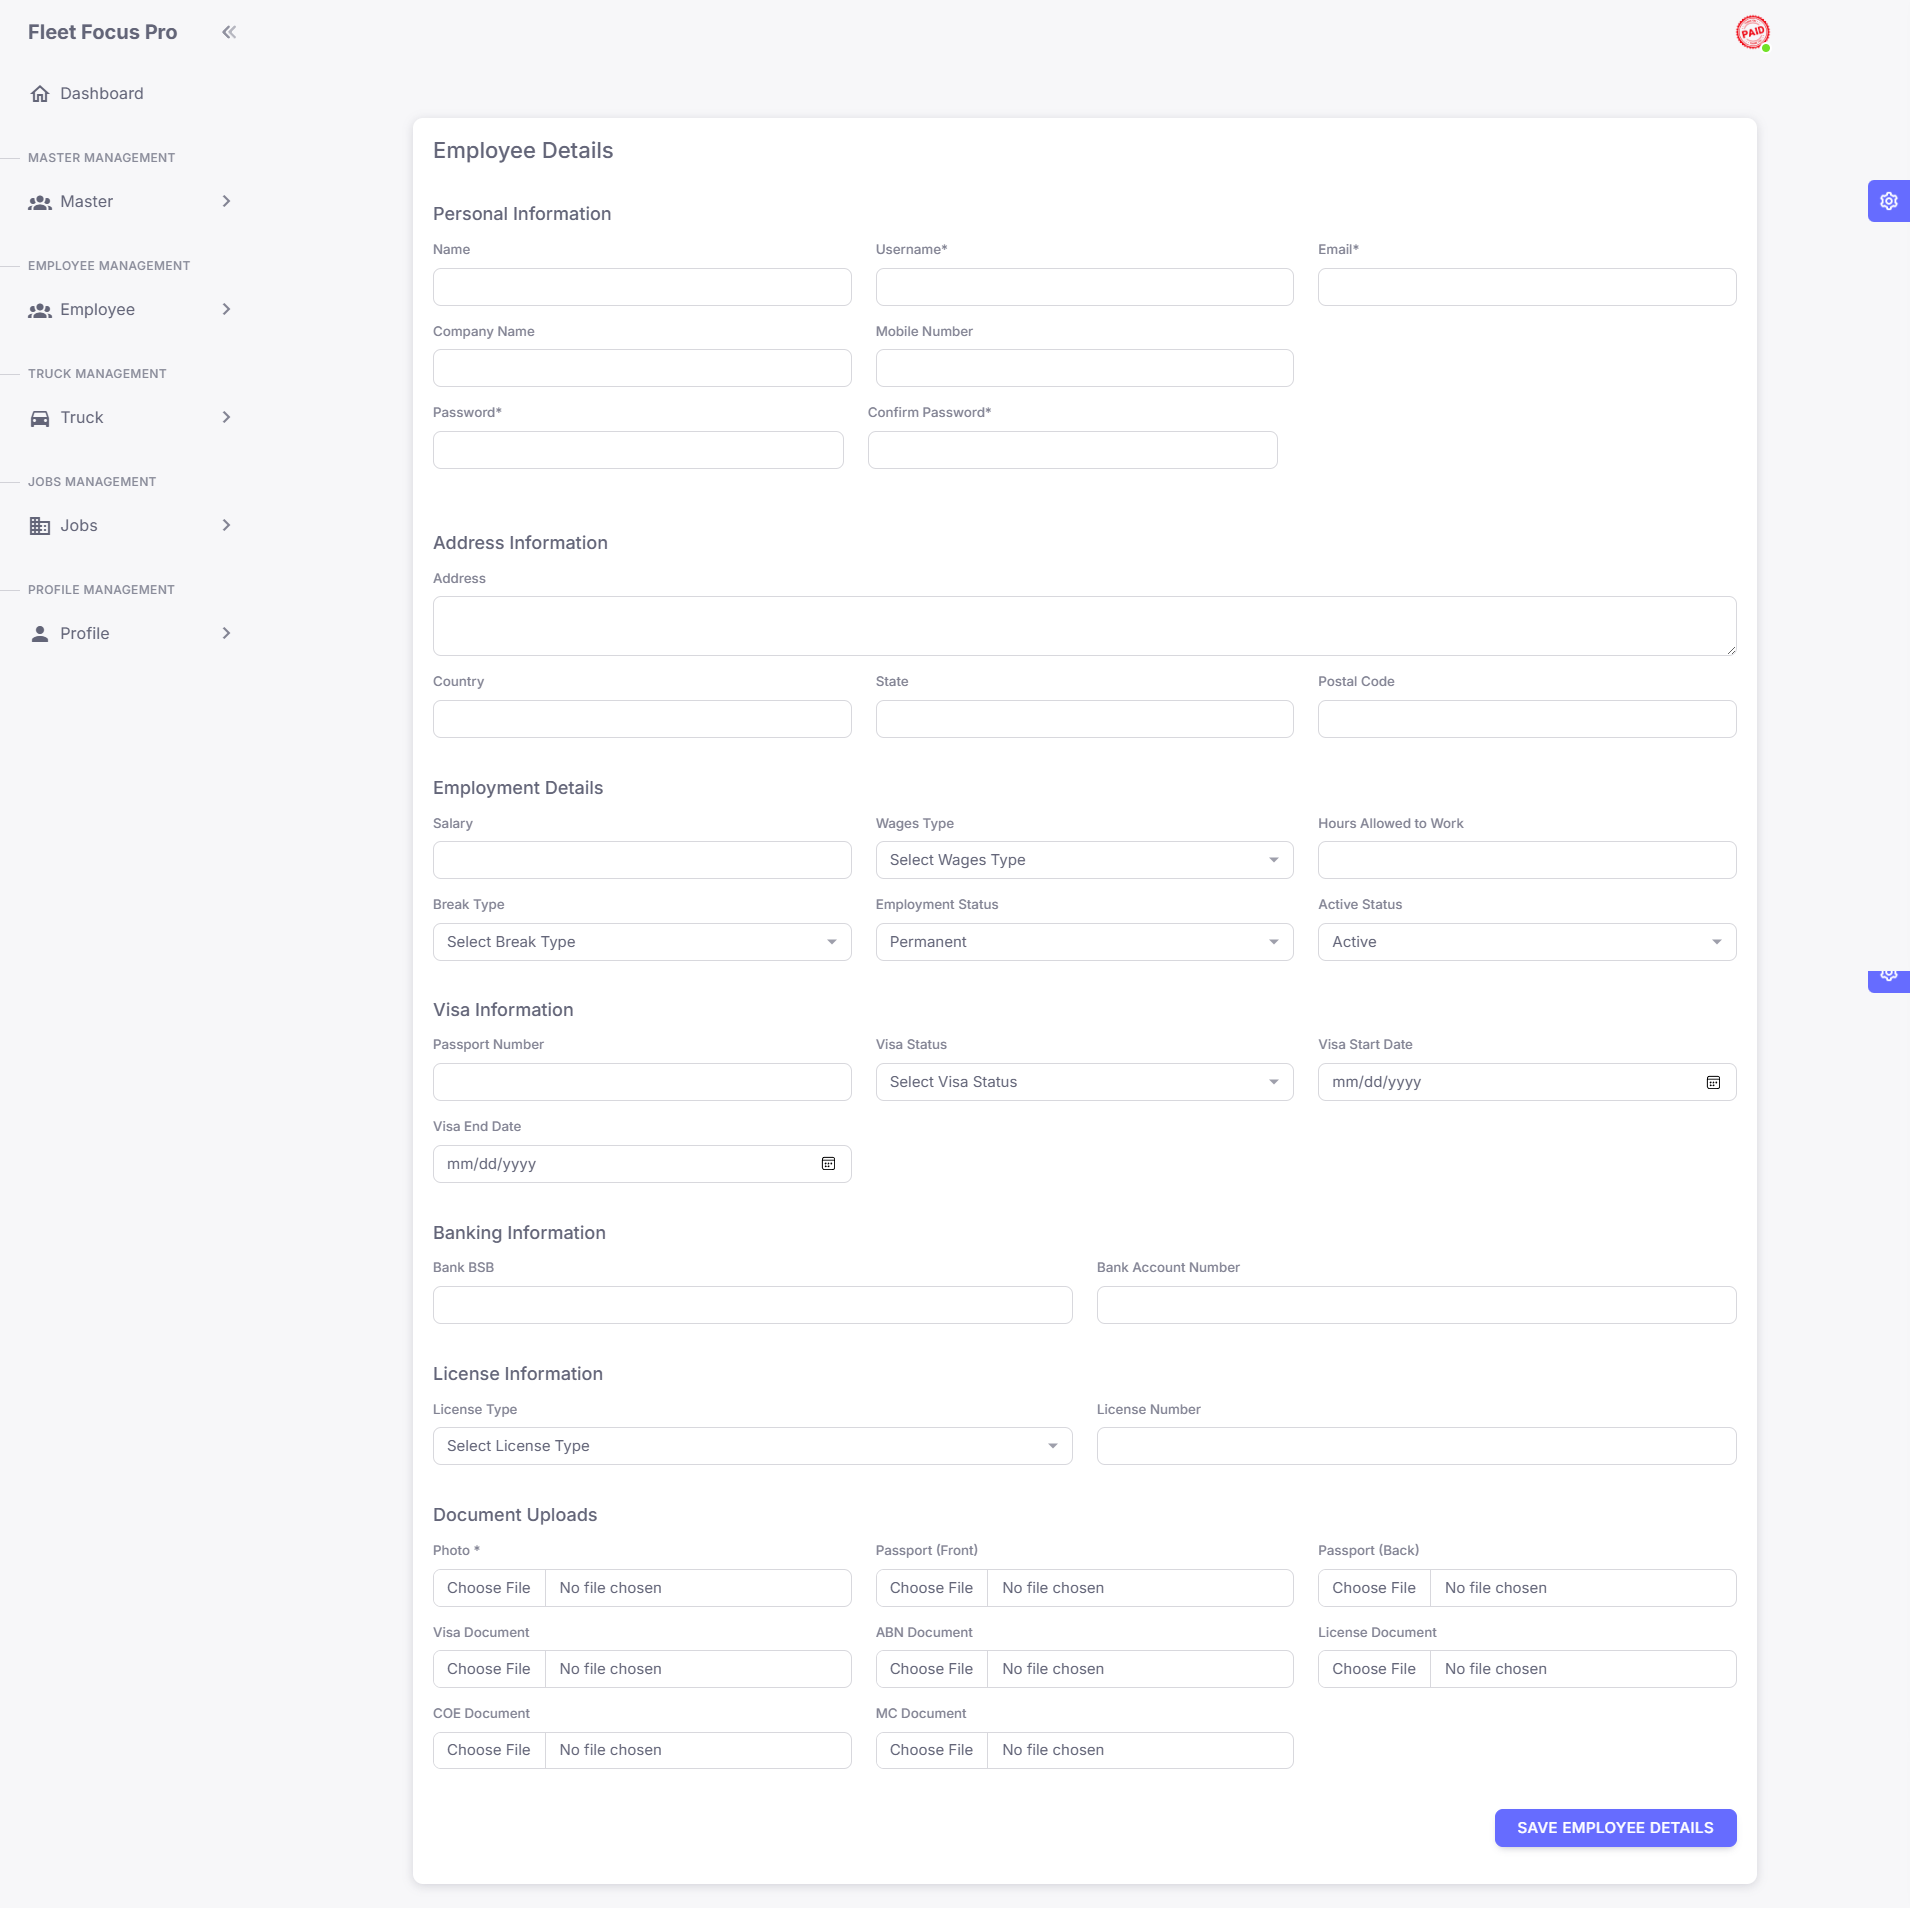 Fleet Focus Pro
PAID
Dashboard
MASTER MANAGEMENT
Master
EMPLOYEE MANAGEMENT
Employee
TRUCK MANAGEMENT
Truck
JOBS MANAGEMENT
Jobs
PROFILE MANAGEMENT
Profile
Employee Details
Personal Information
Name Username* Email*
Company Name Mobile Number
Password* Confirm Password*
Address Information
Address
Country State Postal Code
Employment Details
Salary Wages Type Hours Allowed to Work
Select Wages Type
Break Type Employment Status Active Status
Select Break Type Permanent Active
Visa Information
Passport Number Visa Status Visa Start Date
Select Visa Status mm/dd/yyyy
Visa End Date
mm/dd/yyyy
Banking Information
Bank BSB Bank Account Number
License Information
License Type License Number
Select License Type
Document Uploads
Photo * Passport (Front) Passport (Back)
Choose File No file chosen Choose File No file chosen Choose File No file chosen
Visa Document ABN Document License Document
Choose File No file chosen Choose File No file chosen Choose File No file chosen
COE Document MC Document
Choose File No file chosen Choose File No file chosen
SAVE EMPLOYEE DETAILS